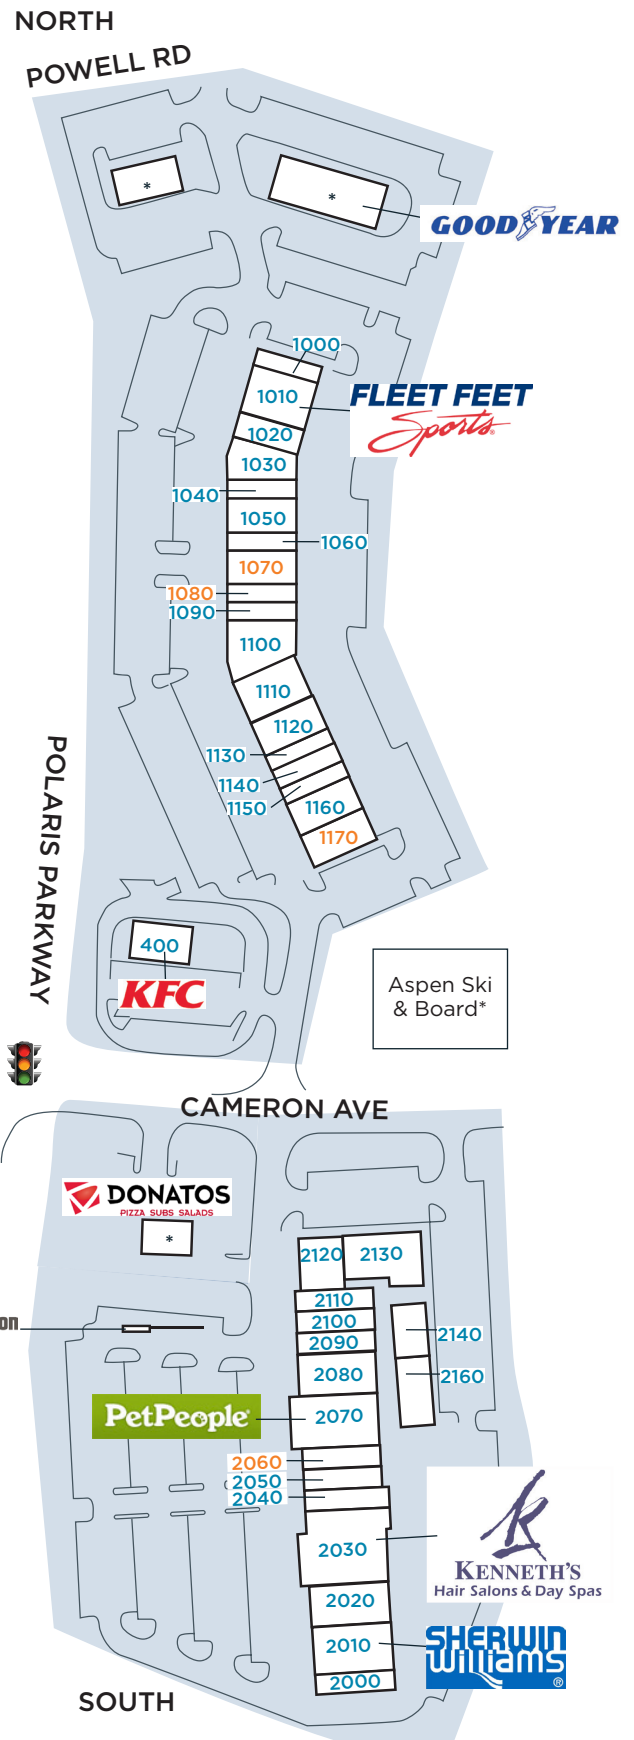 NORTH
POWELL RD
*
*
GOODYEAR
1000
1010
FLEET FEET
Sports
1020
1030
1040
1050
1060
1070
1080
1090
1100
1110
1120
1130
1140
1150
1160
1170
POLARIS PARKWAY
400
KFC
Aspen Ski
& Board*
CAMERON AVE
DONATOS
PIZZA SUBS SALADS
*
2120
2130
2110
2100
2090
2140
2080
2160
PetPeople
2070
2060
2050
2040
2030
KENNETH'S
Hair Salons & Day Spas
2020
2010
SHERWIN
WILLIAMS®
2000
SOUTH